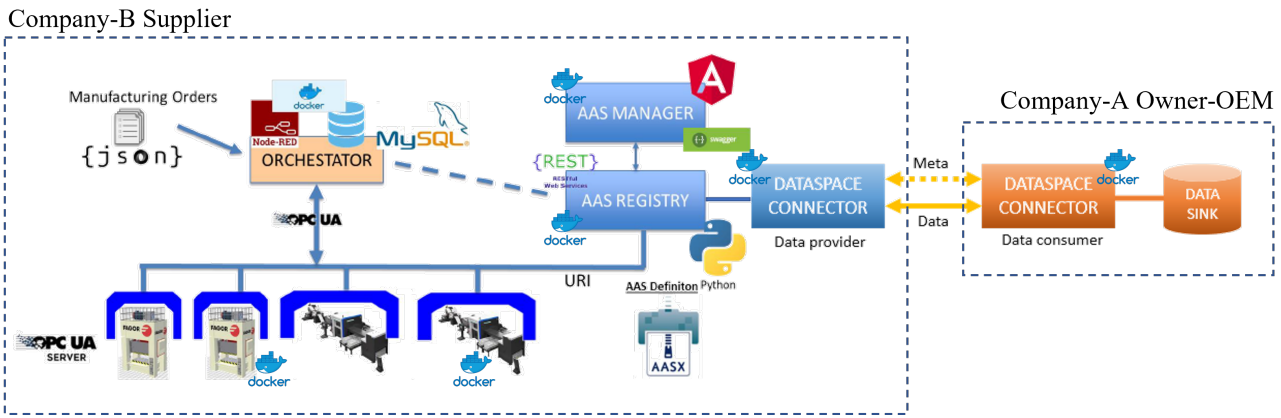 Company-B Supplier
Manufacturing Orders
{json}
docker
Node-RED
MySQL
ORCHESTATOR
OPC UA
docker
AAS MANAGER
swagger
{REST}
RESTful
Web Services
AAS REGISTRY
docker
Python
docker
DATASPACE
CONNECTOR
Data provider
Meta
Data
Company-A Owner-OEM
docker
DATASPACE
CONNECTOR
Data consumer
DATA
SINK
URI
AAS Definiton
AASX
OPC UA
SERVER
FAGOR
FAGOR
docker
docker